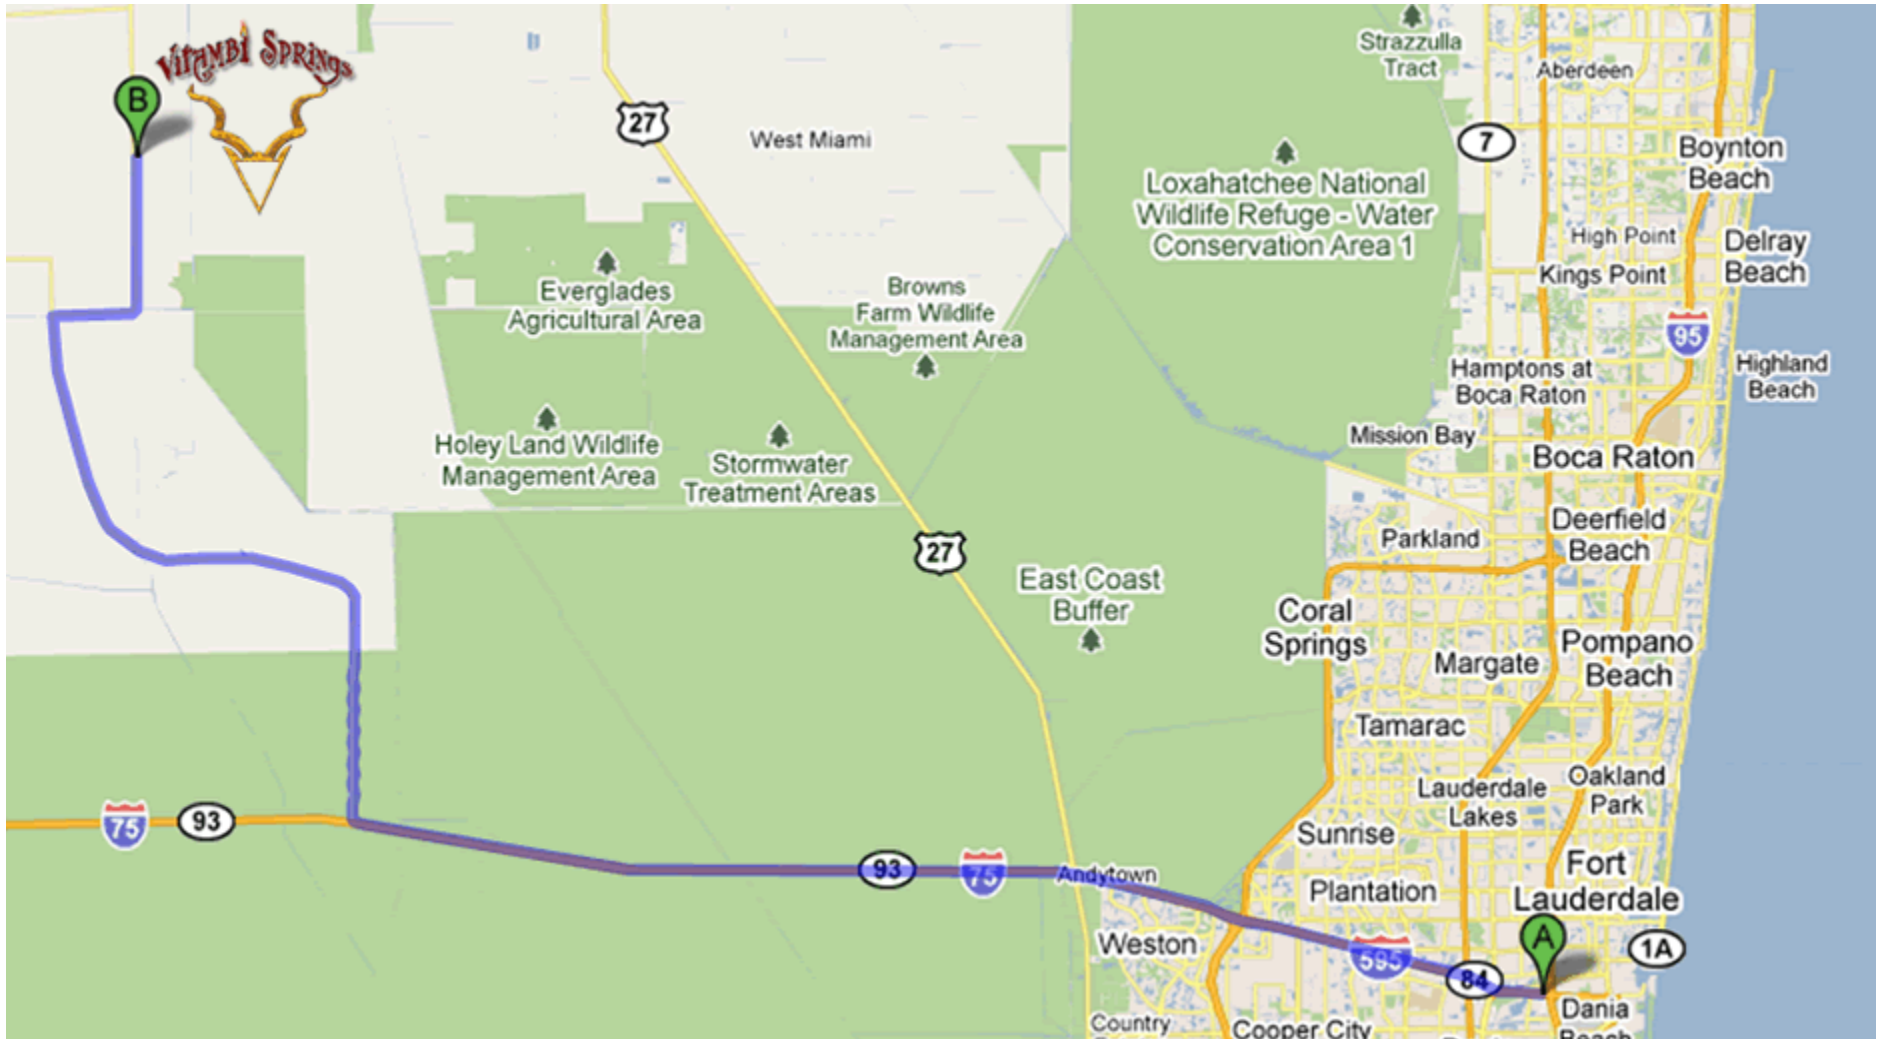 Vitambi Springs
B
27
West Miami
Strazzulla
Tract
Aberdeen
7
Boynton
Beach
Loxahatchee National
Wildlife Refuge - Water
Conservation Area 1
High Point
Delray
Beach
Kings Point
Everglades
Agricultural Area
Browns
Farm Wildlife
Management Area
95
Hamptons at
Boca Raton
Highland
Beach
Holey Land Wildlife
Management Area
Stormwater
Treatment Areas
Mission Bay
Boca Raton
27
Parkland
Deerfield
Beach
East Coast
Buffer
Coral
Springs
Margate
Pompano
Beach
Tamarac
Lauderdale
Lakes
Oakland
Park
75
93
Sunrise
93
75
Andytown
Plantation
Fort
Lauderdale
Weston
595
84
A
1A
Country
Cooper City
Dania
Beach